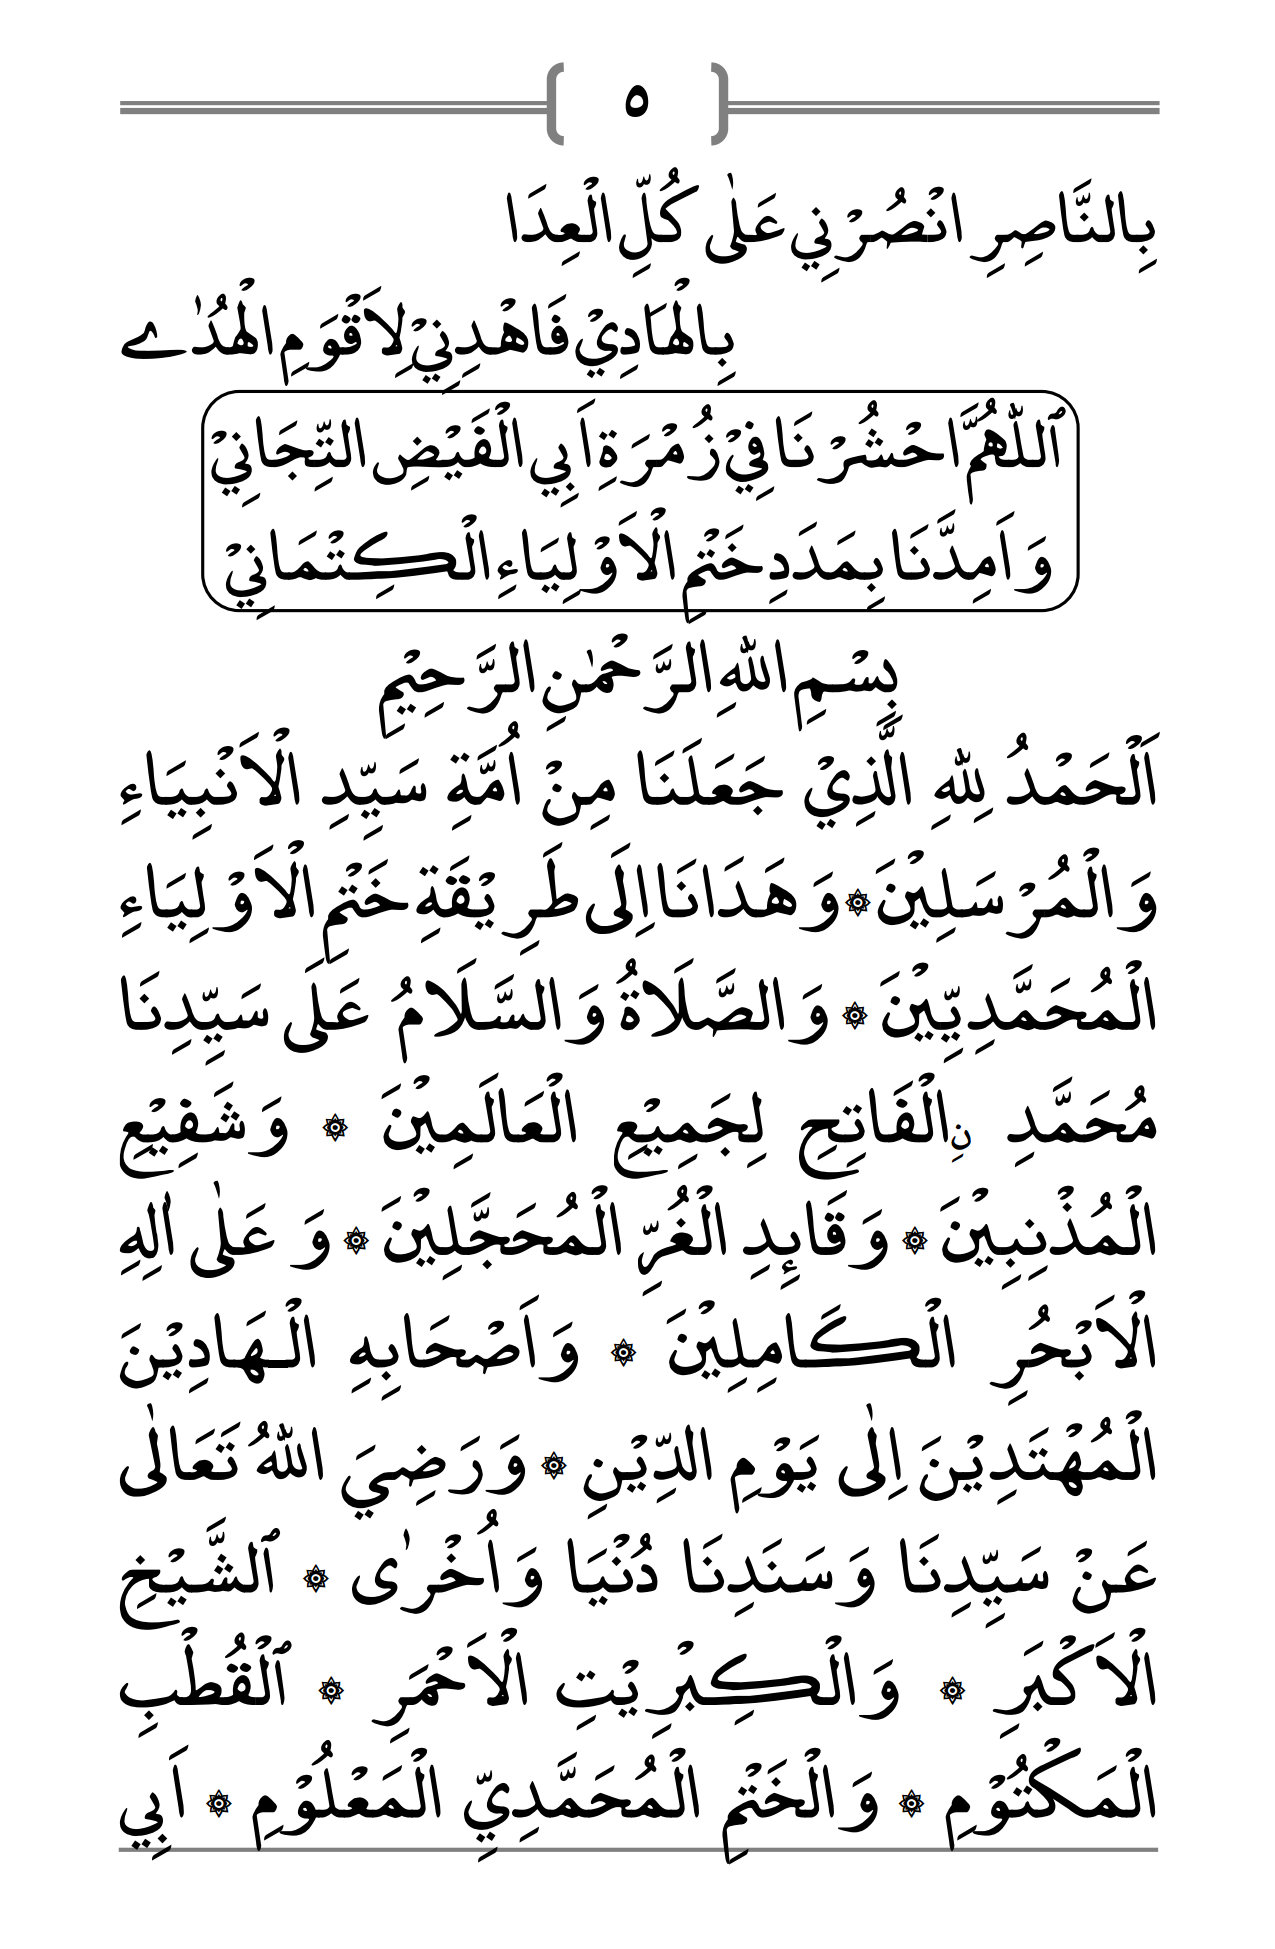 ٥
بِالنَّاصِرِ انْصُرْنِي عَلٰى كُلِّ الْعِدَا
بِالْهَادِيْ فَاهْدِنِيْ لِاَقْوَمِ الْهُدٰے
اَللّٰهُمَّ احْشُرْنَا فِيْ زُمْرَةِ اَبِي الْفَيْضِ التِّجَانِيْ
وَاَمِدَّنَا بِمَدَدِ خَتْمِ الْاَوْلِيَاءِ الْكِتْمَانِيْ
بِسْمِ اللهِ الرَّحْمٰنِ الرَّحِيْمِ
اَلْحَمْدُ لِلّٰهِ الَّذِيْ جَعَلَنَا مِنْ اُمَّةِ سَيِّدِ الْاَنْبِيَاءِ
وَالْمُرْسَلِيْنَ ۞ وَهَدَانَا اِلَى طَرِيْقَةِ خَتْمِ الْاَوْلِيَاءِ
الْمُحَمَّدِيِّيْنَ ۞ وَالصَّلَاةُ وَالسَّلَامُ عَلَى سَيِّدِنَا
مُحَمَّدِ نِالْفَاتِحِ لِجَمِيْعِ الْعَالَمِيْنَ ۞ وَشَفِيْعِ
الْمُذْنِبِيْنَ ۞ وَقَايِٕدِ الْغُرِّ الْمُحَجَّلِيْنَ ۞ وَ عَلٰى اٰلِهِ
الْاَبْحُرِ الْكَامِلِيْنَ ۞ وَاَصْحَابِهِ الْهَادِيْنَ
الْمُهْتَدِيْنَ اِلٰى يَوْمِ الدِّيْنِ ۞ وَرَضِيَ اللهُ تَعَالٰى
عَنْ سَيِّدِنَا وَسَنَدِنَا دُنْيَا وَاُخْرٰى ۞ ٱلشَّيْخِ
الْاَكْبَرِ ۞ وَالْكِبْرِيْتِ الْاَحْمَرِ ۞ ٱلْقُطْبِ
الْمَكْتُوْمِ ۞ وَالْخَتْمِ الْمُحَمَّدِيِّ الْمَعْلُوْمِ ۞ اَبِي